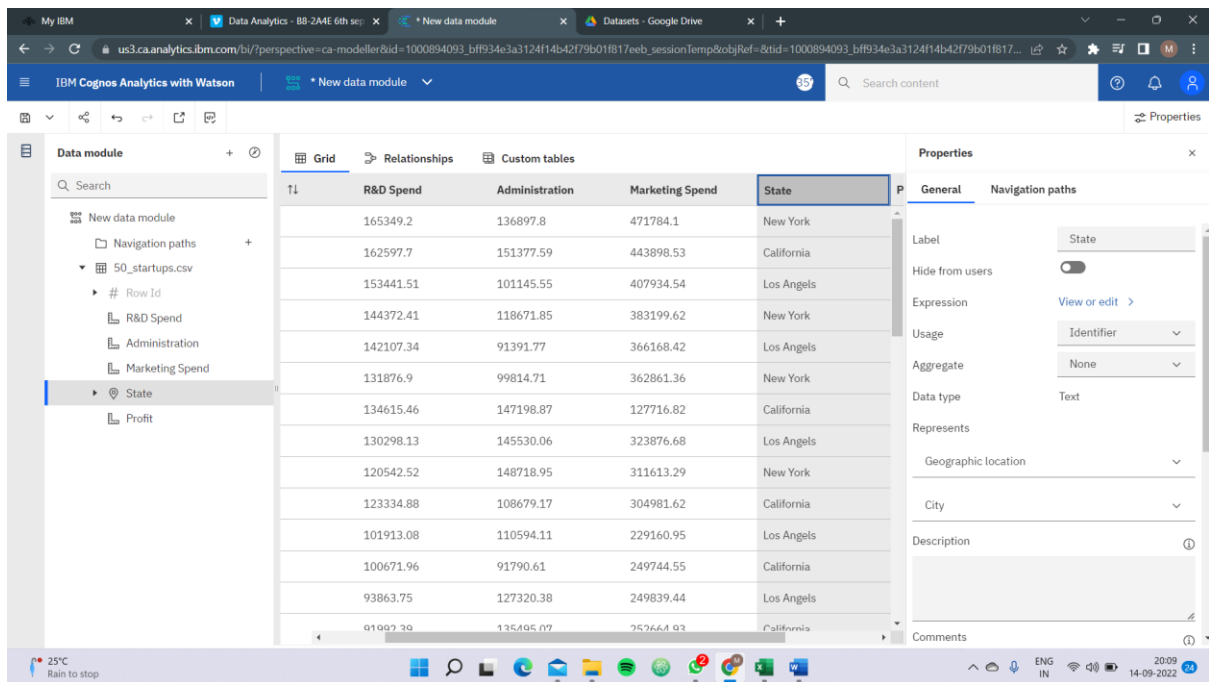 My IBM
Data Analytics - B8-2A4E 6th sep
* New data module
Datasets - Google Drive
us3.ca.analytics.ibm.com/bi/?perspective=ca-modeller&id=1000894093_bff934e3a3124f14b42f79b01f817eeb_sessionTemp&objRef=&tid=1000894093_bff934e3a3124f14b42f79b01f817...
M
IBM Cognos Analytics with Watson
* New data module
Search content
Properties
Data module
Search
New data module
Navigation paths
50_startups.csv
# Row Id
R&D Spend
Administration
Marketing Spend
State
Profit
Grid Relationships Custom tables
R&D Spend Administration Marketing Spend State P
165349.2 136897.8 471784.1 New York
162597.7 151377.59 443898.53 California
153441.51 101145.55 407934.54 Los Angels
144372.41 118671.85 383199.62 New York
142107.34 91391.77 366168.42 Los Angels
131876.9 99814.71 362861.36 New York
134615.46 147198.87 127716.82 California
130298.13 145530.06 323876.68 Los Angels
120542.52 148718.95 311613.29 New York
123334.88 108679.17 304981.62 California
101913.08 110594.11 229160.95 Los Angels
100671.96 91790.61 249744.55 California
93863.75 127320.38 249839.44 Los Angels
91992.39 135495.07 252664.93 California
Properties
General Navigation paths
Label State
Hide from users
Expression View or edit
Usage Identifier
Aggregate None
Data type Text
Represents
Geographic location
City
Description
Comments
25°C
Rain to stop
2
ENG
IN
20:09
14-09-2022
24